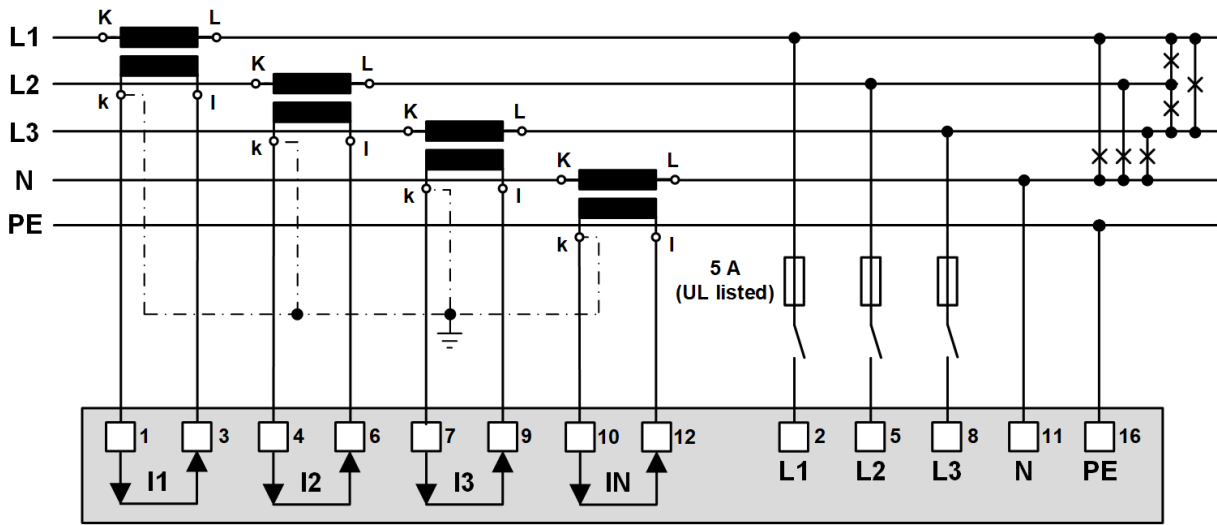 K L
L1
K L
k l
L2
K L
k l
L3
K L
k l
N
PE
k l
5 A
(UL listed)
1 3 4 6 7 9 10 12 2 5 8 11 16
I1 I2 I3 IN L1 L2 L3 N PE